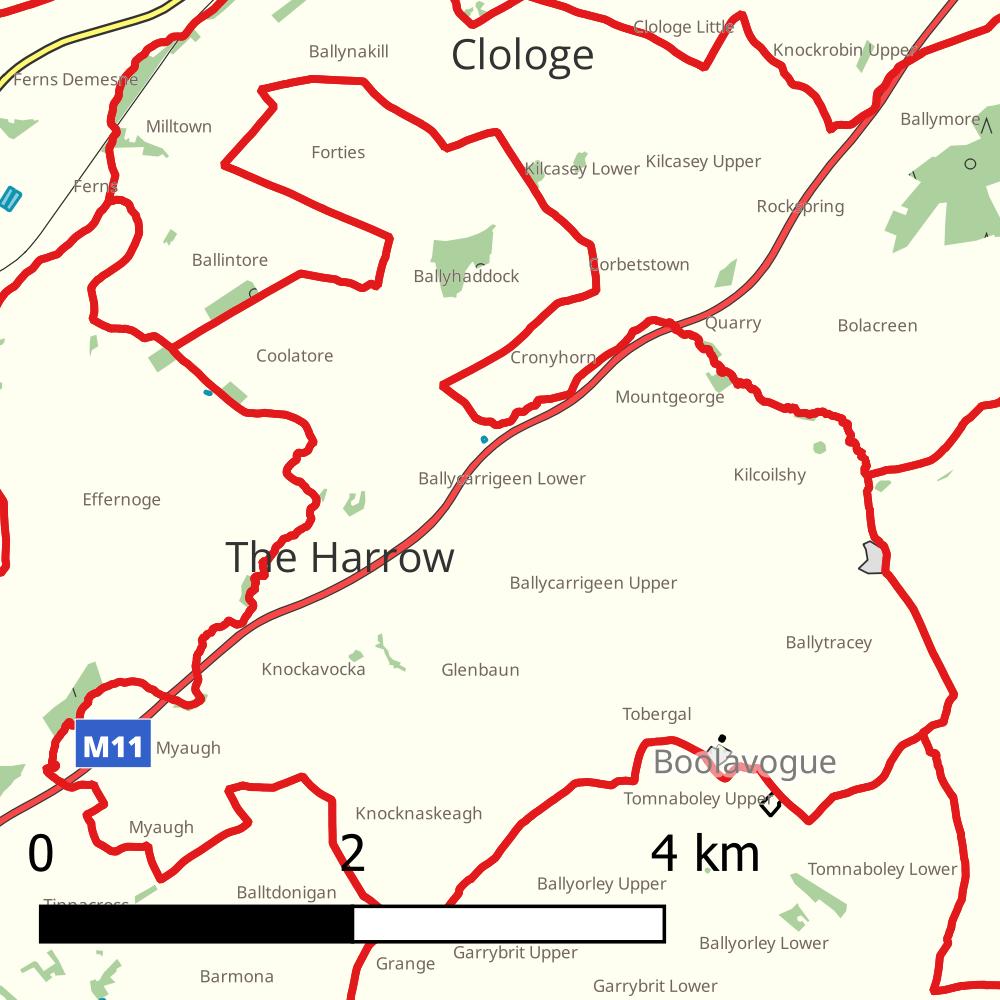 Clologe Little
Ballynakill
Clologe
Knockrobin Upper
Ferns Demesne
Milltown
Ballymore
Forties
Kilcasey Lower
Kilcasey Upper
Ferns
Rockspring
Ballintore
Ballyhaddock
Corbetstown
Quarry
Bolacreen
Coolatore
Cronyhorn
Mountgeorge
Ballycarrigeen Lower
Kilcoilshy
Effernoge
The Harrow
Ballycarrigeen Upper
Ballytracey
Knockavocka
Glenbaun
Tobergal
M11
Myaugh
Boolavogue
Tomnaboley Upper
Knocknaskeagh
Myaugh
0
2
4 km
Tomnaboley Lower
Balltdonigan
Ballyorley Upper
Tinnacross
Ballyorley Lower
Garrybrit Upper
Grange
Barmona
Garrybrit Lower